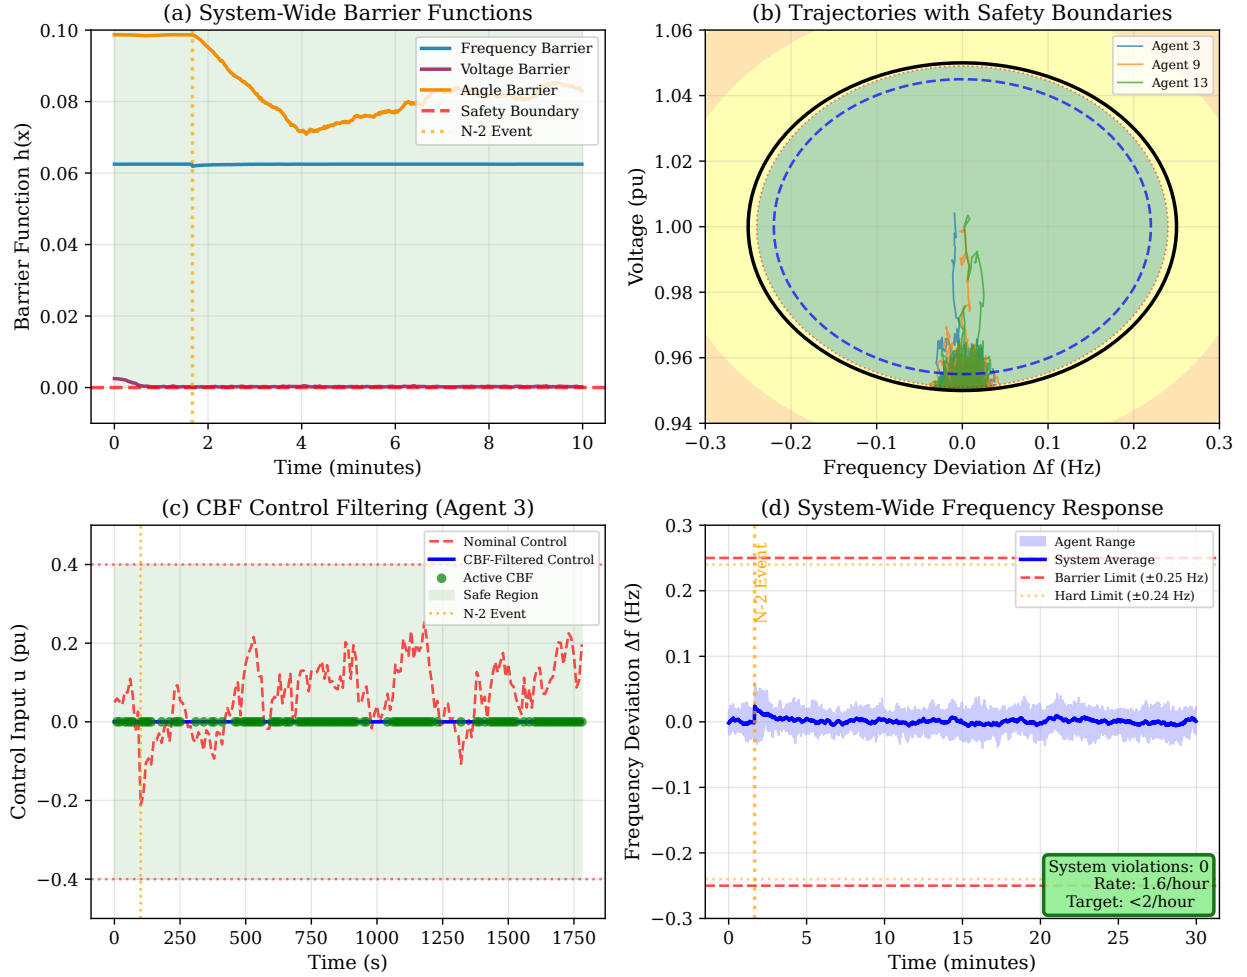 (a) System-Wide Barrier Functions
Barrier Function h(x)
0.10
0.08
0.06
0.04
0.02
0.00
Frequency Barrier
Voltage Barrier
Angle Barrier
Safety Boundary
N-2 Event
0
2
4
6
8
10
Time (minutes)
(b) Trajectories with Safety Boundaries
Voltage (pu)
1.06
1.04
1.02
1.00
0.98
0.96
0.94
Agent 3
Agent 9
Agent 13
−0.3
−0.2
−0.1
0.0
0.1
0.2
0.3
Frequency Deviation Δf (Hz)
(c) CBF Control Filtering (Agent 3)
Control Input u (pu)
0.4
0.2
0.0
−0.2
−0.4
Nominal Control
CBF-Filtered Control
Active CBF
Safe Region
N-2 Event
0
250
500
750
1000
1250
1500
1750
Time (s)
(d) System-Wide Frequency Response
Frequency Deviation Δf (Hz)
0.3
0.2
0.1
0.0
−0.1
−0.2
−0.3
N-2 Event
Agent Range
System Average
Barrier Limit (±0.25 Hz)
Hard Limit (±0.24 Hz)
System violations: 0
Rate: 1.6/hour
Target: <2/hour
0
5
10
15
20
25
30
Time (minutes)